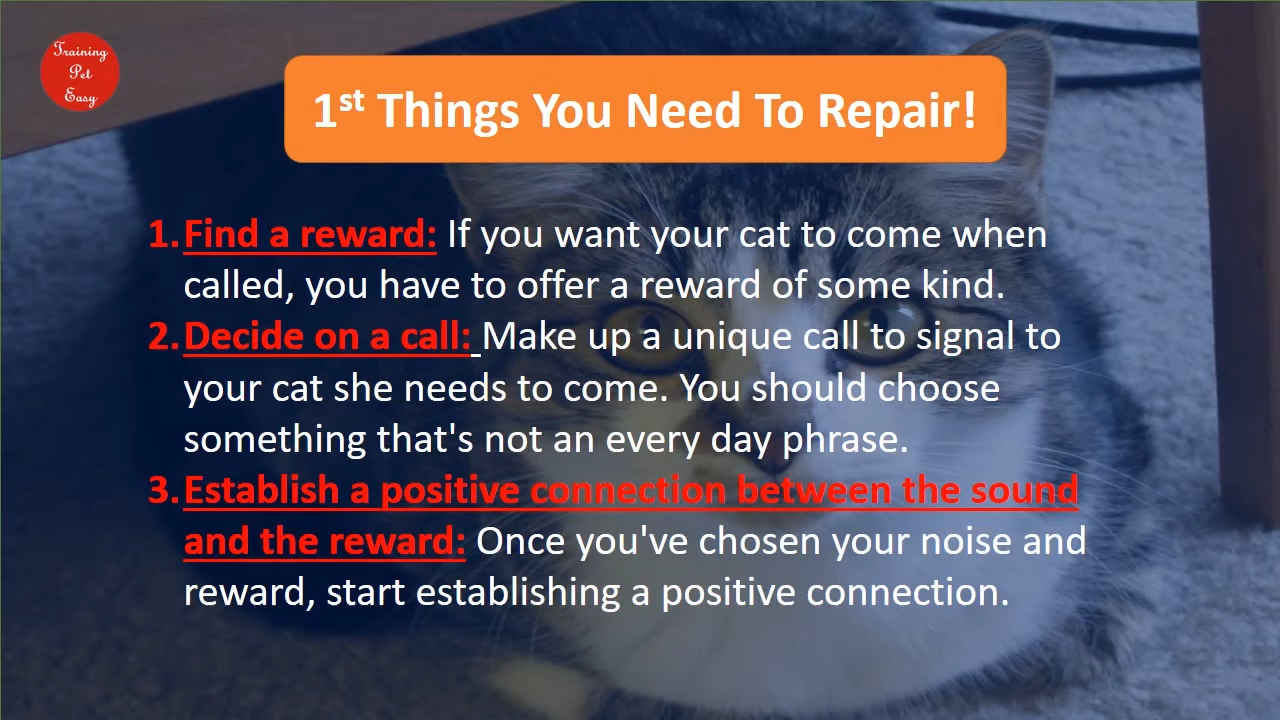 Training
Pet
Easy
1st Things You Need To Repair!
1. Find a reward: If you want your cat to come when
called, you have to offer a reward of some kind.
2. Decide on a call: Make up a unique call to signal to
your cat she needs to come. You should choose
something that's not an every day phrase.
3. Establish a positive connection between the sound
and the reward: Once you've chosen your noise and
reward, start establishing a positive connection.